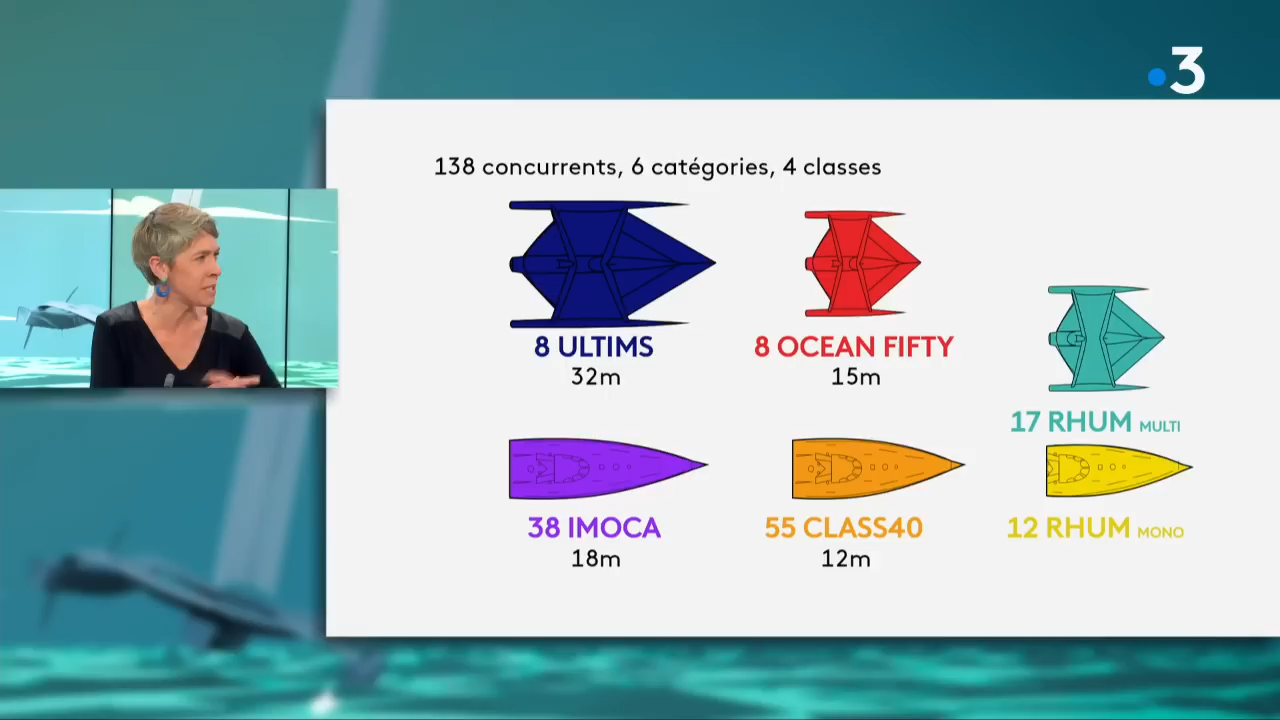 3
138 concurrents, 6 catégories, 4 classes
8 ULTIMS
32m
8 OCEAN FIFTY
15m
17 RHUM MULTI
38 IMOCA
18m
55 CLASS40
12m
12 RHUM MONO